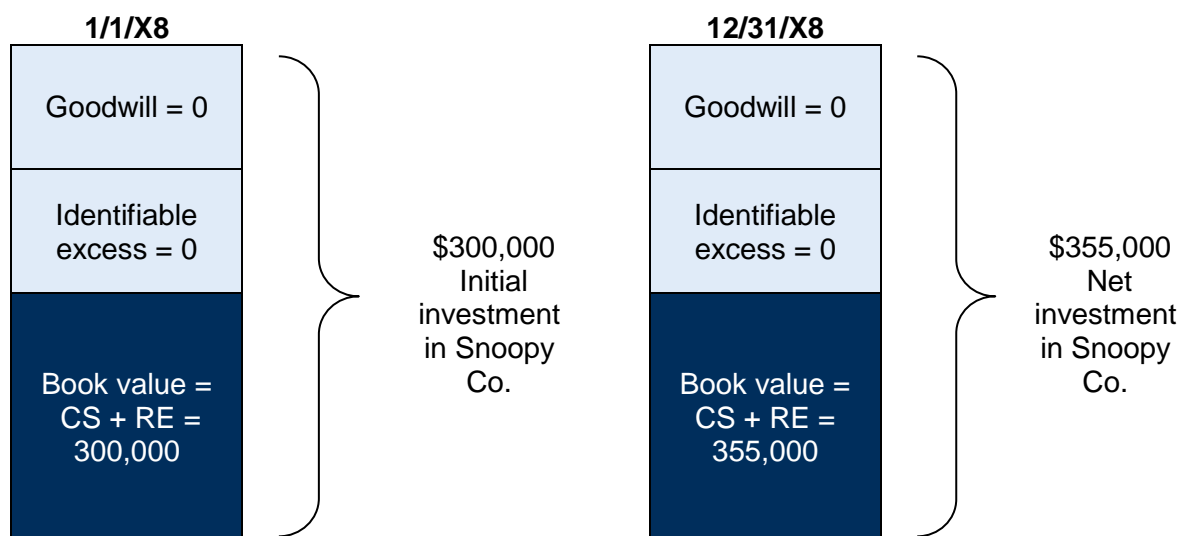 1/1/X8
Goodwill = 0
Identifiable
excess = 0
Book value =
CS + RE =
300,000
$300,000
Initial
investment
in Snoopy
Co.
12/31/X8
Goodwill = 0
Identifiable
excess = 0
Book value =
CS + RE =
355,000
$355,000
Net
investment
in Snoopy
Co.